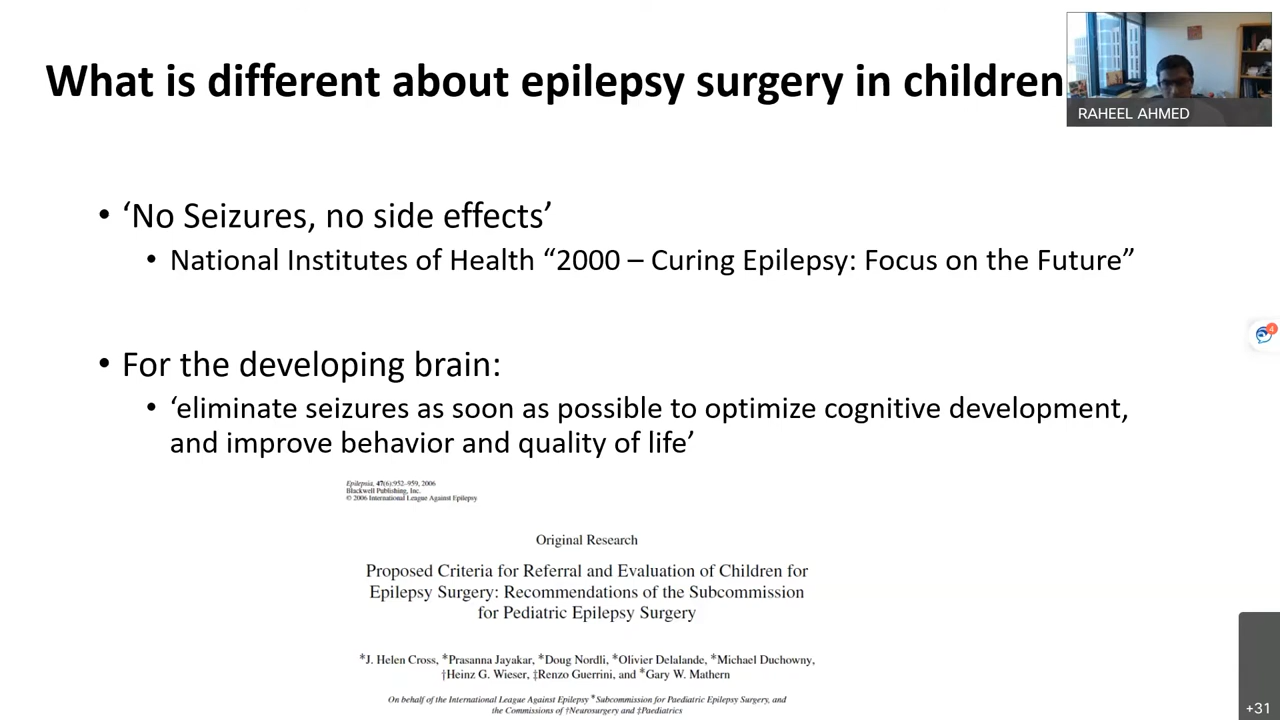 What is different about epilepsy surgery in children
RAHEEL AHMED
• ‘No Seizures, no side effects’
• National Institutes of Health “2000 – Curing Epilepsy: Focus on the Future”
4
• For the developing brain:
• ‘eliminate seizures as soon as possible to optimize cognitive development,
and improve behavior and quality of life’
Epilepsia, 47(6):952–959, 2006
Blackwell Publishing, Inc.
© 2006 International League Against Epilepsy
Original Research
Proposed Criteria for Referral and Evaluation of Children for
Epilepsy Surgery: Recommendations of the Subcommission
for Pediatric Epilepsy Surgery
*J. Helen Cross, *Prasanna Jayakar, *Doug Nordli, *Olivier Delalande, *Michael Duchowny,
†Heinz G. Wieser, ‡Renzo Guerrini, and *Gary W. Mathern
On behalf of the International League Against Epilepsy *Subcommission for Paediatric Epilepsy Surgery, and
the Commissions of †Neurosurgery and ‡Paediatrics
+31